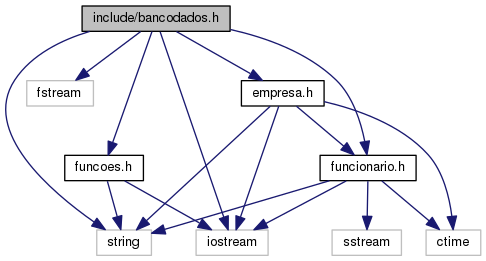 include/bancodados.h
fstream
empresa.h
funcoes.h
funcionario.h
string
iostream
sstream
ctime